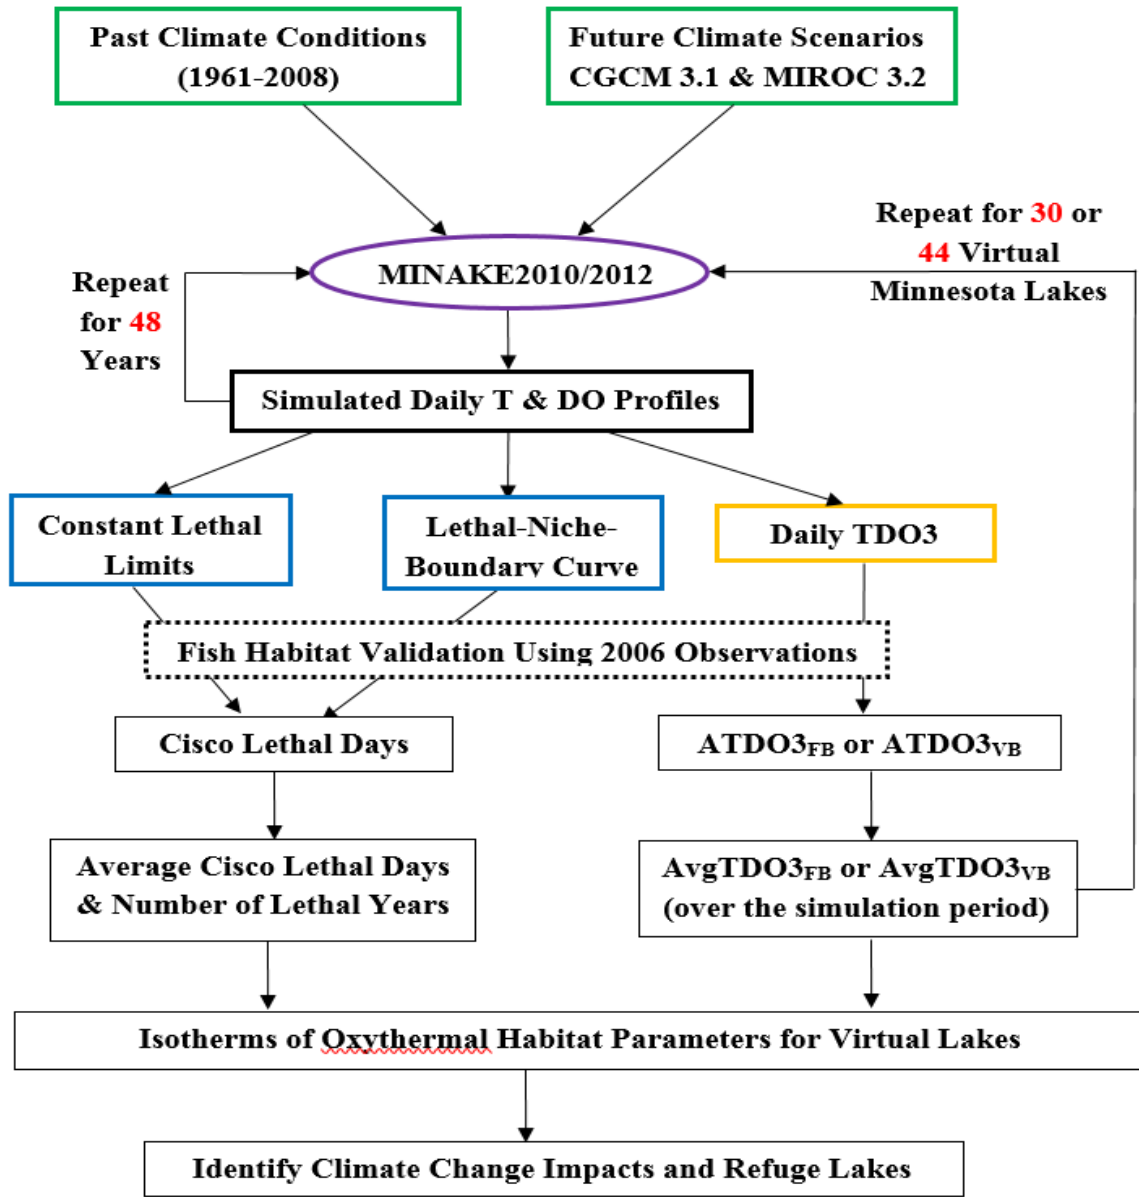 Past Climate Conditions
(1961-2008)
Future Climate Scenarios
CGCM 3.1 & MIROC 3.2
Repeat for 30 or
44 Virtual
Minnesota Lakes
MINAKE2010/2012
Repeat
for 48
Years
Simulated Daily T & DO Profiles
Constant Lethal
Limits
Lethal-Niche-
Boundary Curve
Daily TDO3
Fish Habitat Validation Using 2006 Observations
Cisco Lethal Days
ATDO3FB or ATDO3VB
Average Cisco Lethal Days
& Number of Lethal Years
AvgTDO3FB or AvgTDO3VB
(over the simulation period)
Isotherms of Oxythermal Habitat Parameters for Virtual Lakes
Identify Climate Change Impacts and Refuge Lakes